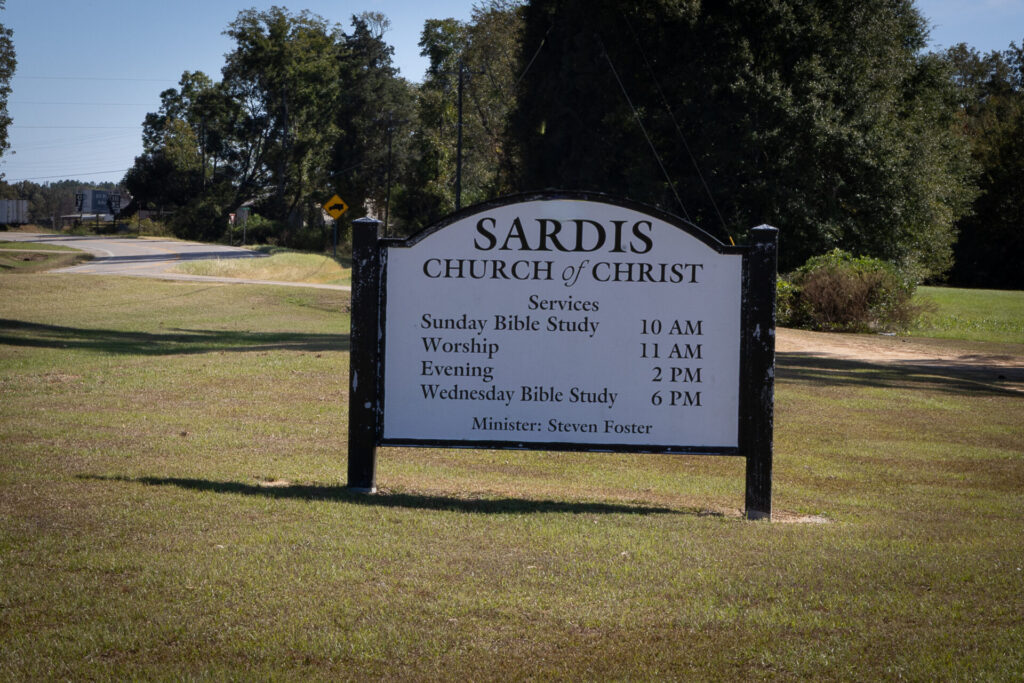 SARDIS
CHURCH of CHRIST
Services
Sunday Bible Study 10 AM
Worship 11 AM
Evening 2 PM
Wednesday Bible Study 6 PM
Minister: Steven Foster